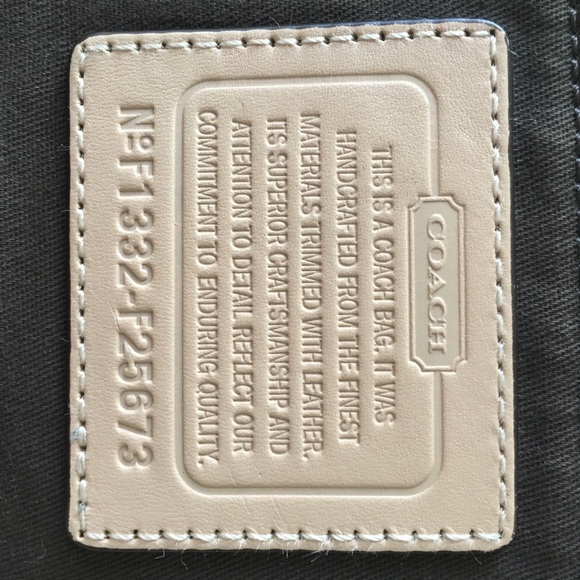 COACH
THIS IS A COACH BAG. IT WAS
HANDCRAFTED FROM THE FINEST
MATERIALS TRIMMED WITH LEATHER.
ITS SUPERIOR CRAFTSMANSHIP AND
ATTENTION TO DETAIL REFLECT OUR
COMMITMENT TO ENDURING QUALITY.
NºF1332-F25673